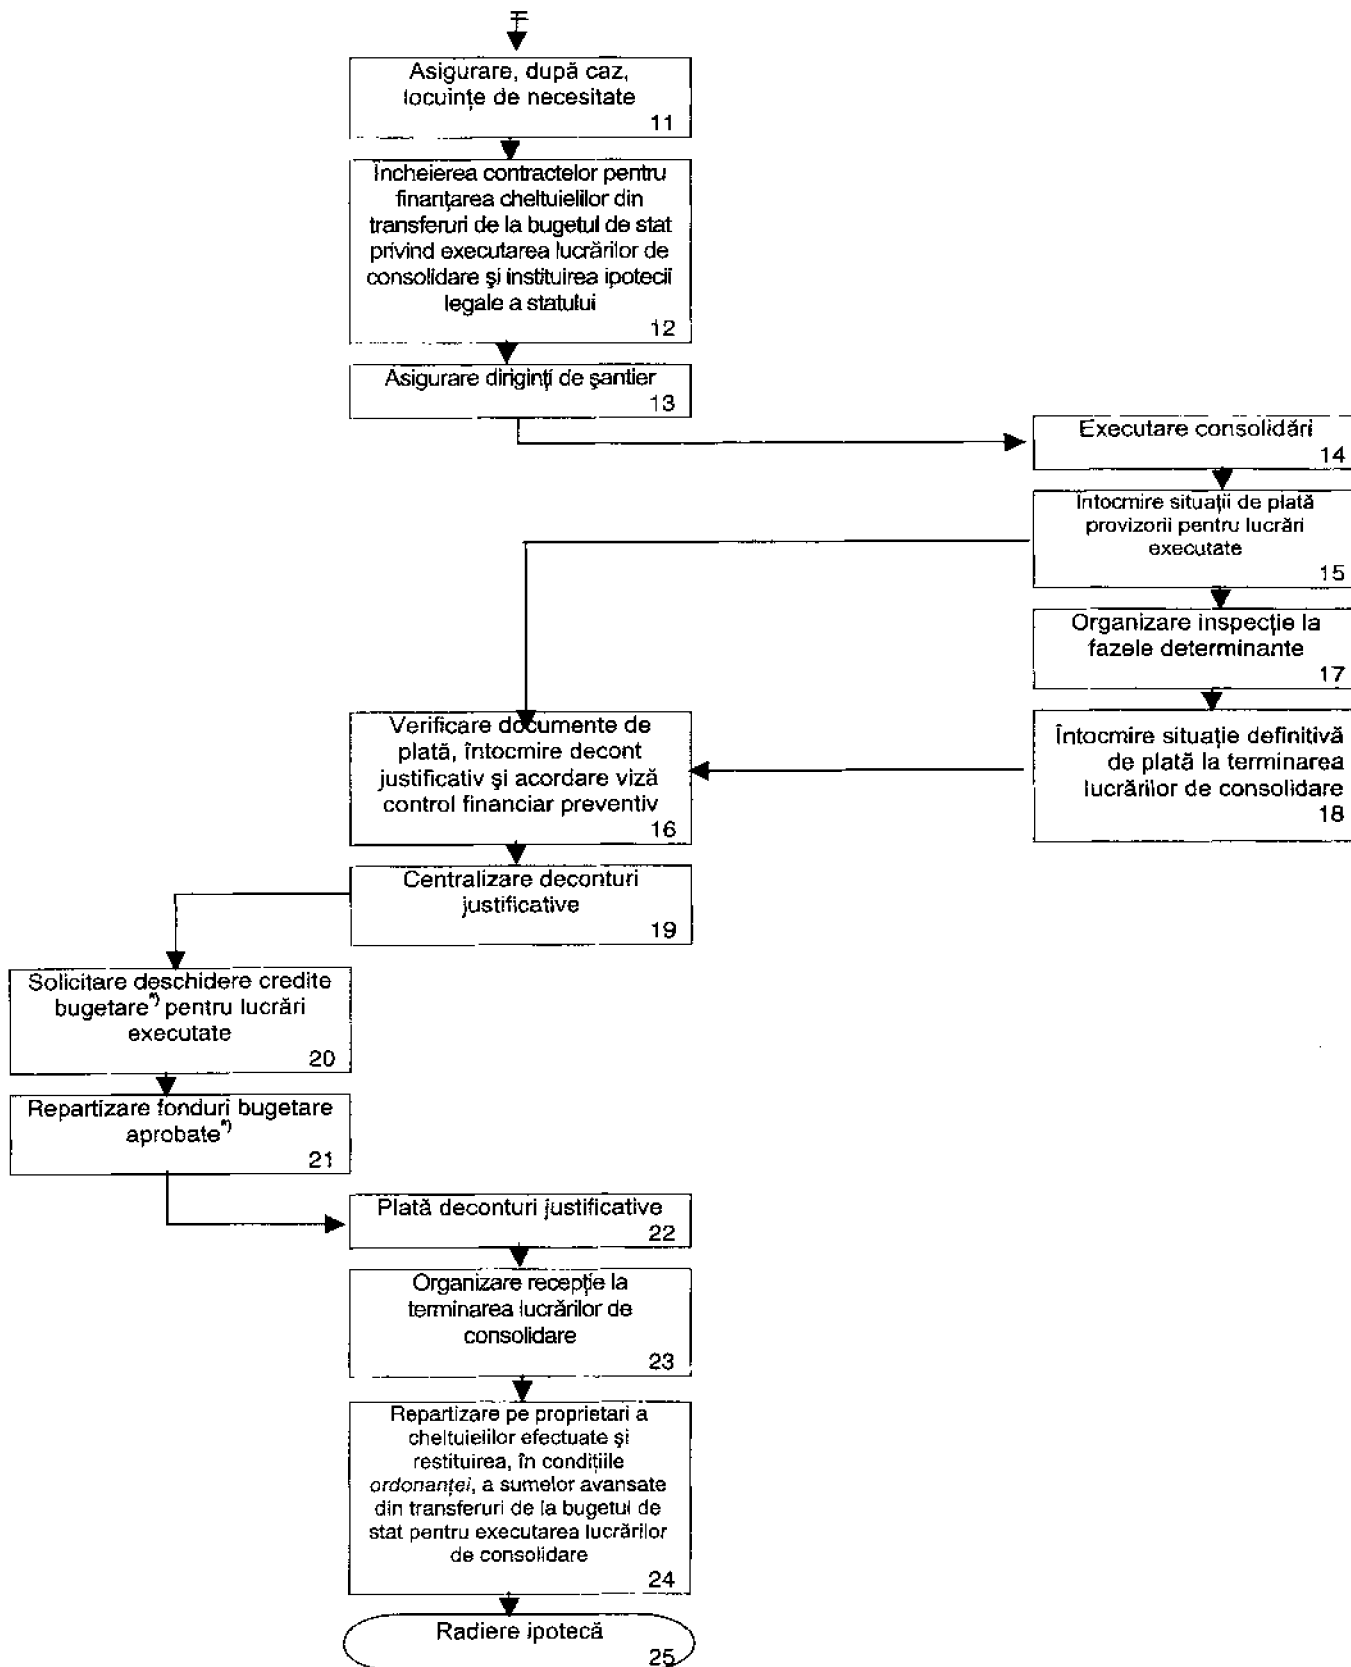 Asigurare, după caz,
locuințe de necesitate
11
Incheierea contractelor pentru
finanțarea cheltuielilor din
transferuri de la bugetul de stat
privind executarea lucrărilor de
consolidare și instituirea ipotecii
legale a statului
12
Asigurare diriginți de șantier
13
Executare consolidări
14
Intocmire situații de plată
provizorii pentru lucrări
executate
15
Organizare inspecție la
fazele determinante
17
Verificare documente de
plată, întocmire decont
justificativ și acordare viză
control financiar preventiv
16
Întocmire situație definitivă
de plată la terminarea
lucrărilor de consolidare
18
Centralizare deconturi
justificative
19
Solicitare deschidere credite
bugetare*) pentru lucrări
executate
20
Repartizare fonduri bugetare
aprobate*)
21
Plată deconturi justificative
22
Organizare recepție la
terminarea lucrărilor de
consolidare
23
Repartizare pe proprietari a
cheltuielilor efectuate și
restituirea, în condițiile
ordonanței, a sumelor avansate
din transferuri de la bugetul de
stat pentru executarea lucrărilor
de consolidare
24
Radiere ipotecă
25